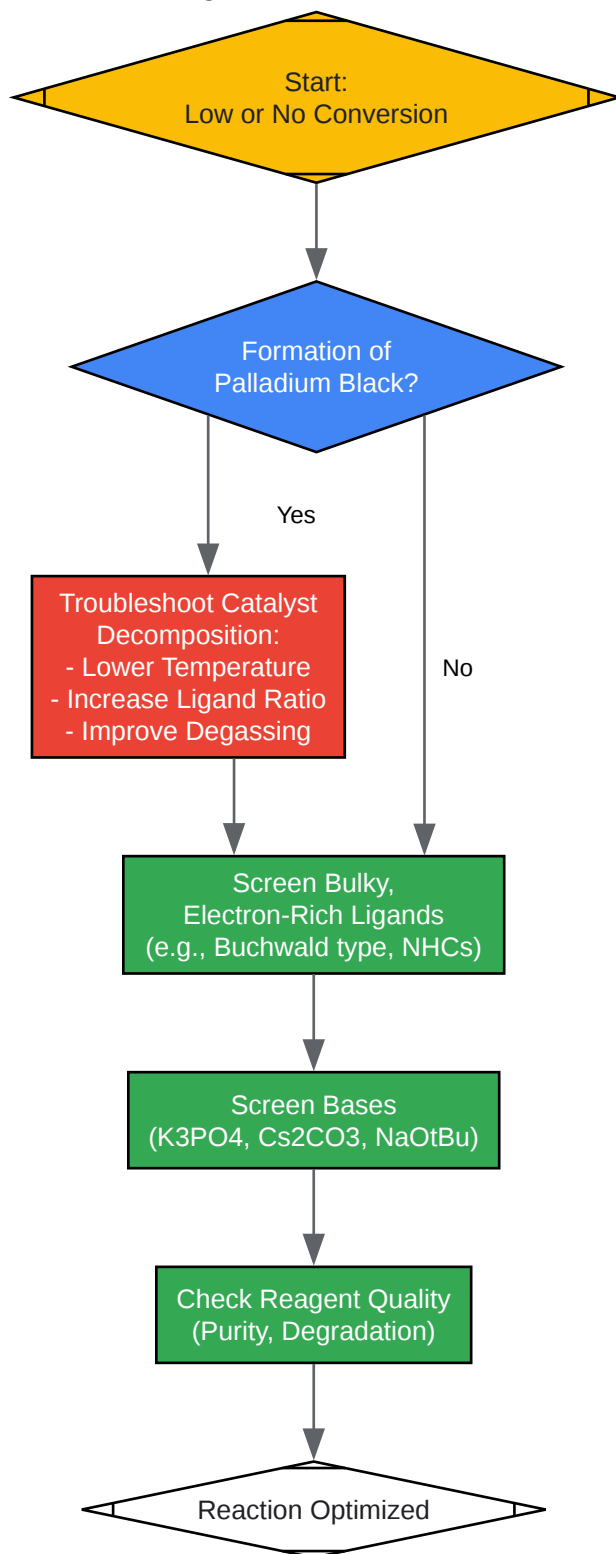 Start:
Low or No Conversion
Formation of
Palladium Black?
Yes
Troubleshoot Catalyst
Decomposition:
- Lower Temperature
- Increase Ligand Ratio
- Improve Degassing
No
Screen Bulky,
Electron-Rich Ligands
(e.g., Buchwald type, NHCs)
Screen Bases
(K3PO4, Cs2CO3, NaOtBu)
Check Reagent Quality
(Purity, Degradation)
Reaction Optimized